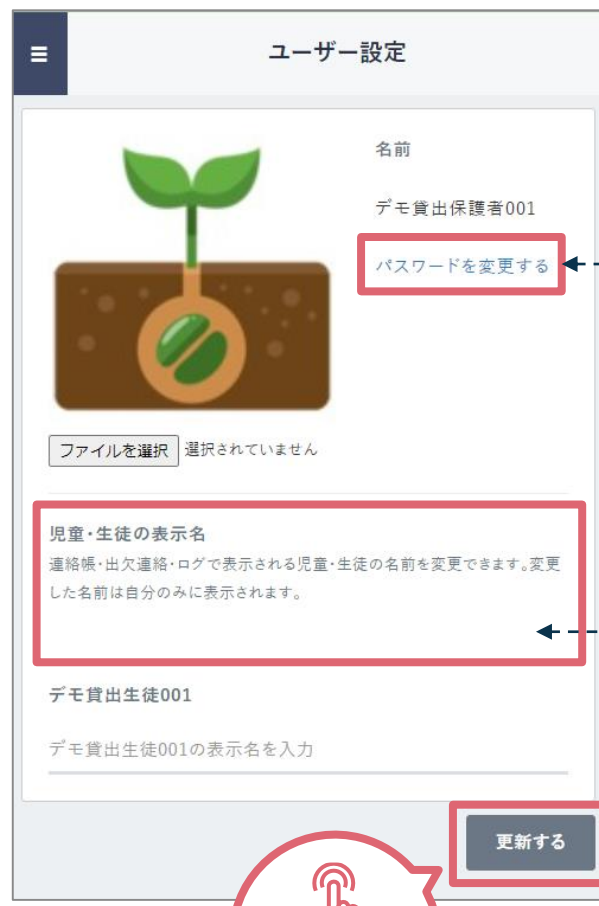 ユーザー設定
名前
デモ貸出保護者001
パスワードを変更する
ファイルを選択 選択されていません
児童・生徒の表示名
連絡帳・出欠連絡・ログで表示される児童・生徒の名前を変更できます。変更
した名前は自分のみに表示されます。
デモ貸出生徒001
デモ貸出生徒001の表示名を入力
更新する